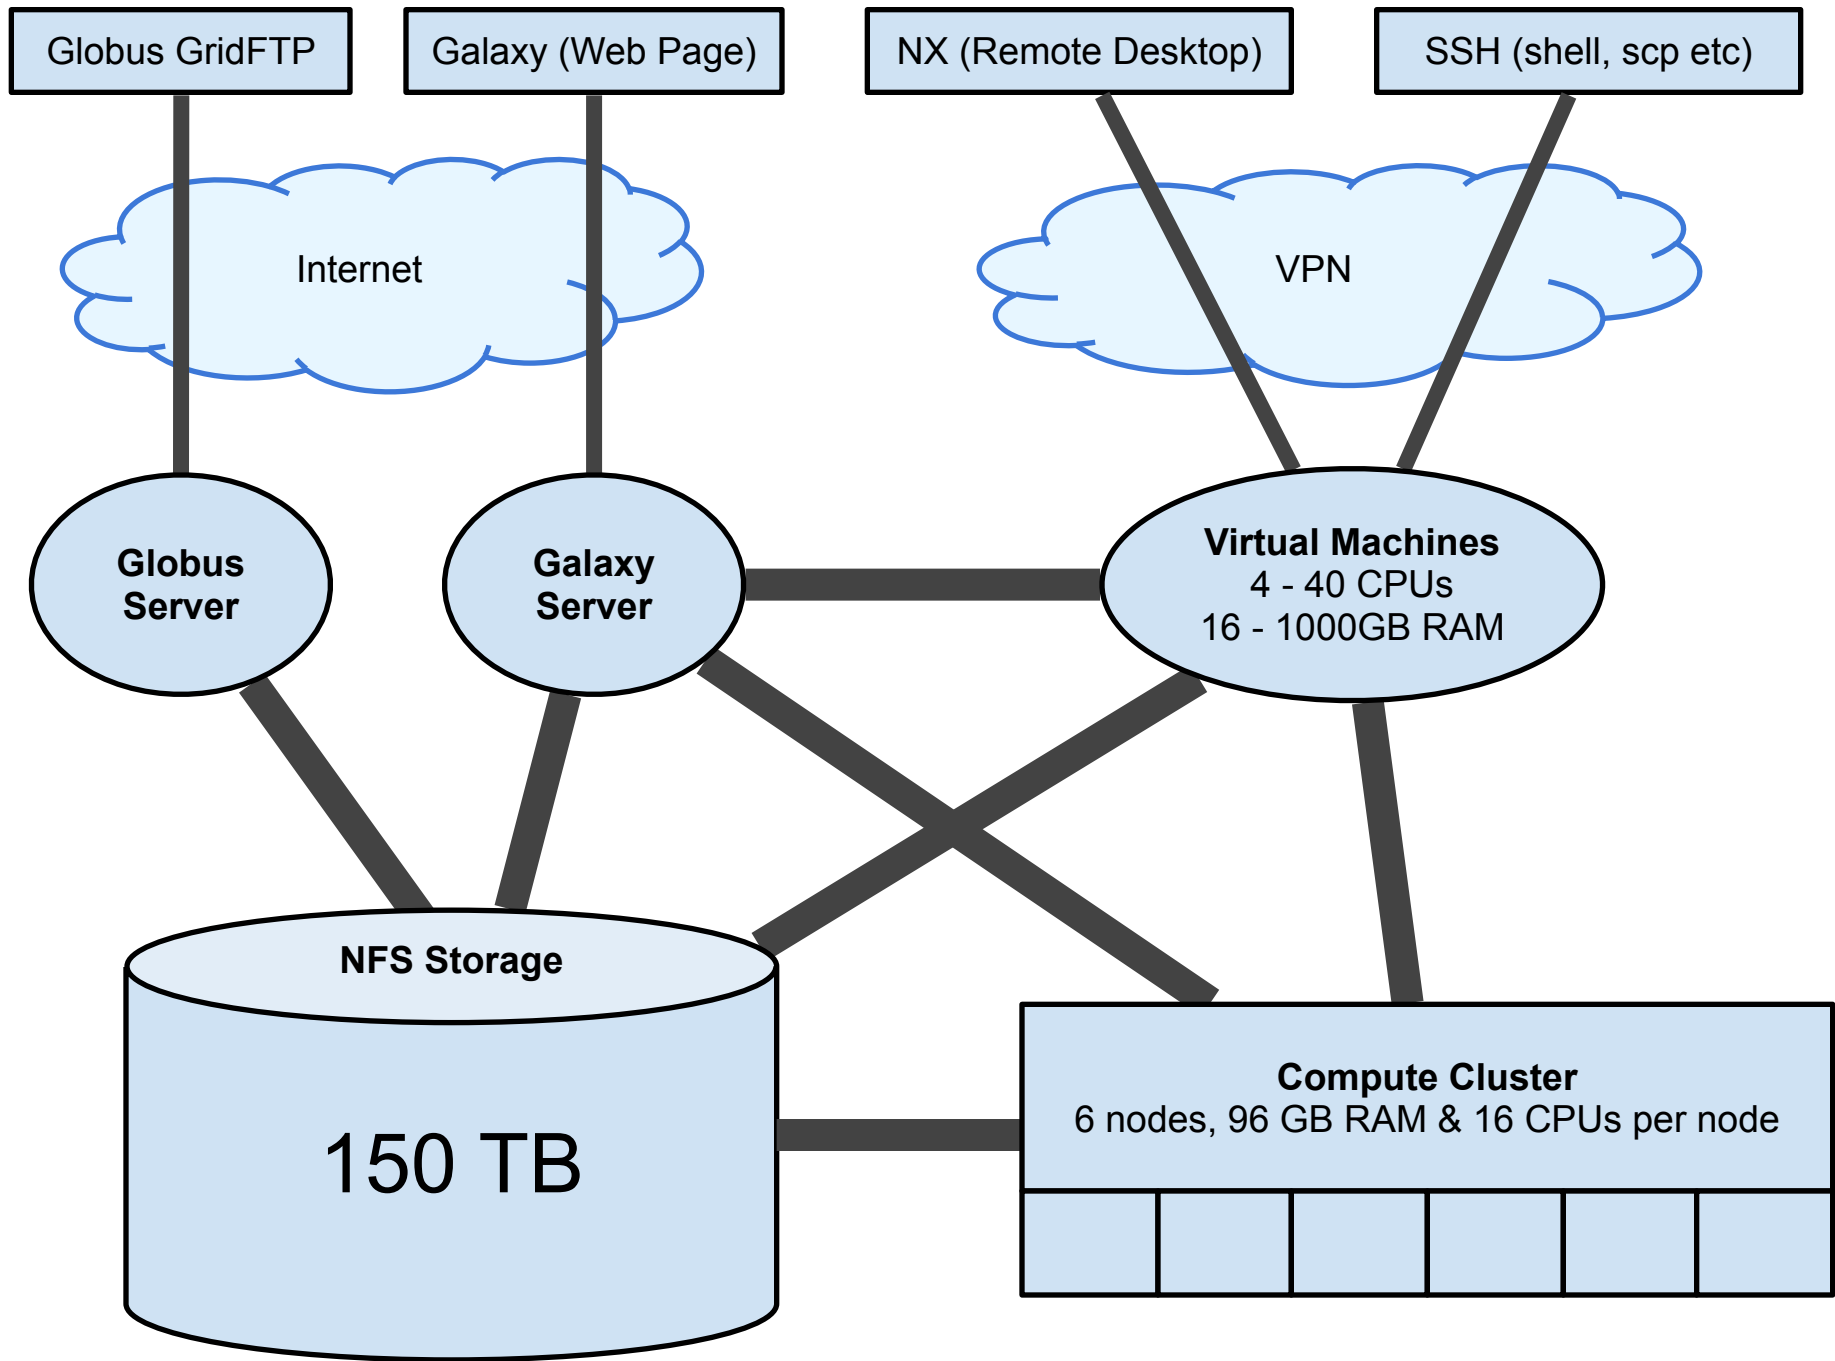 Globus GridFTP
Galaxy (Web Page)
NX (Remote Desktop)
SSH (shell, scp etc)
Internet
VPN
Globus
Server
Galaxy
Server
Virtual Machines
4 - 40 CPUs
16 - 1000GB RAM
NFS Storage
150 TB
Compute Cluster
6 nodes, 96 GB RAM & 16 CPUs per node